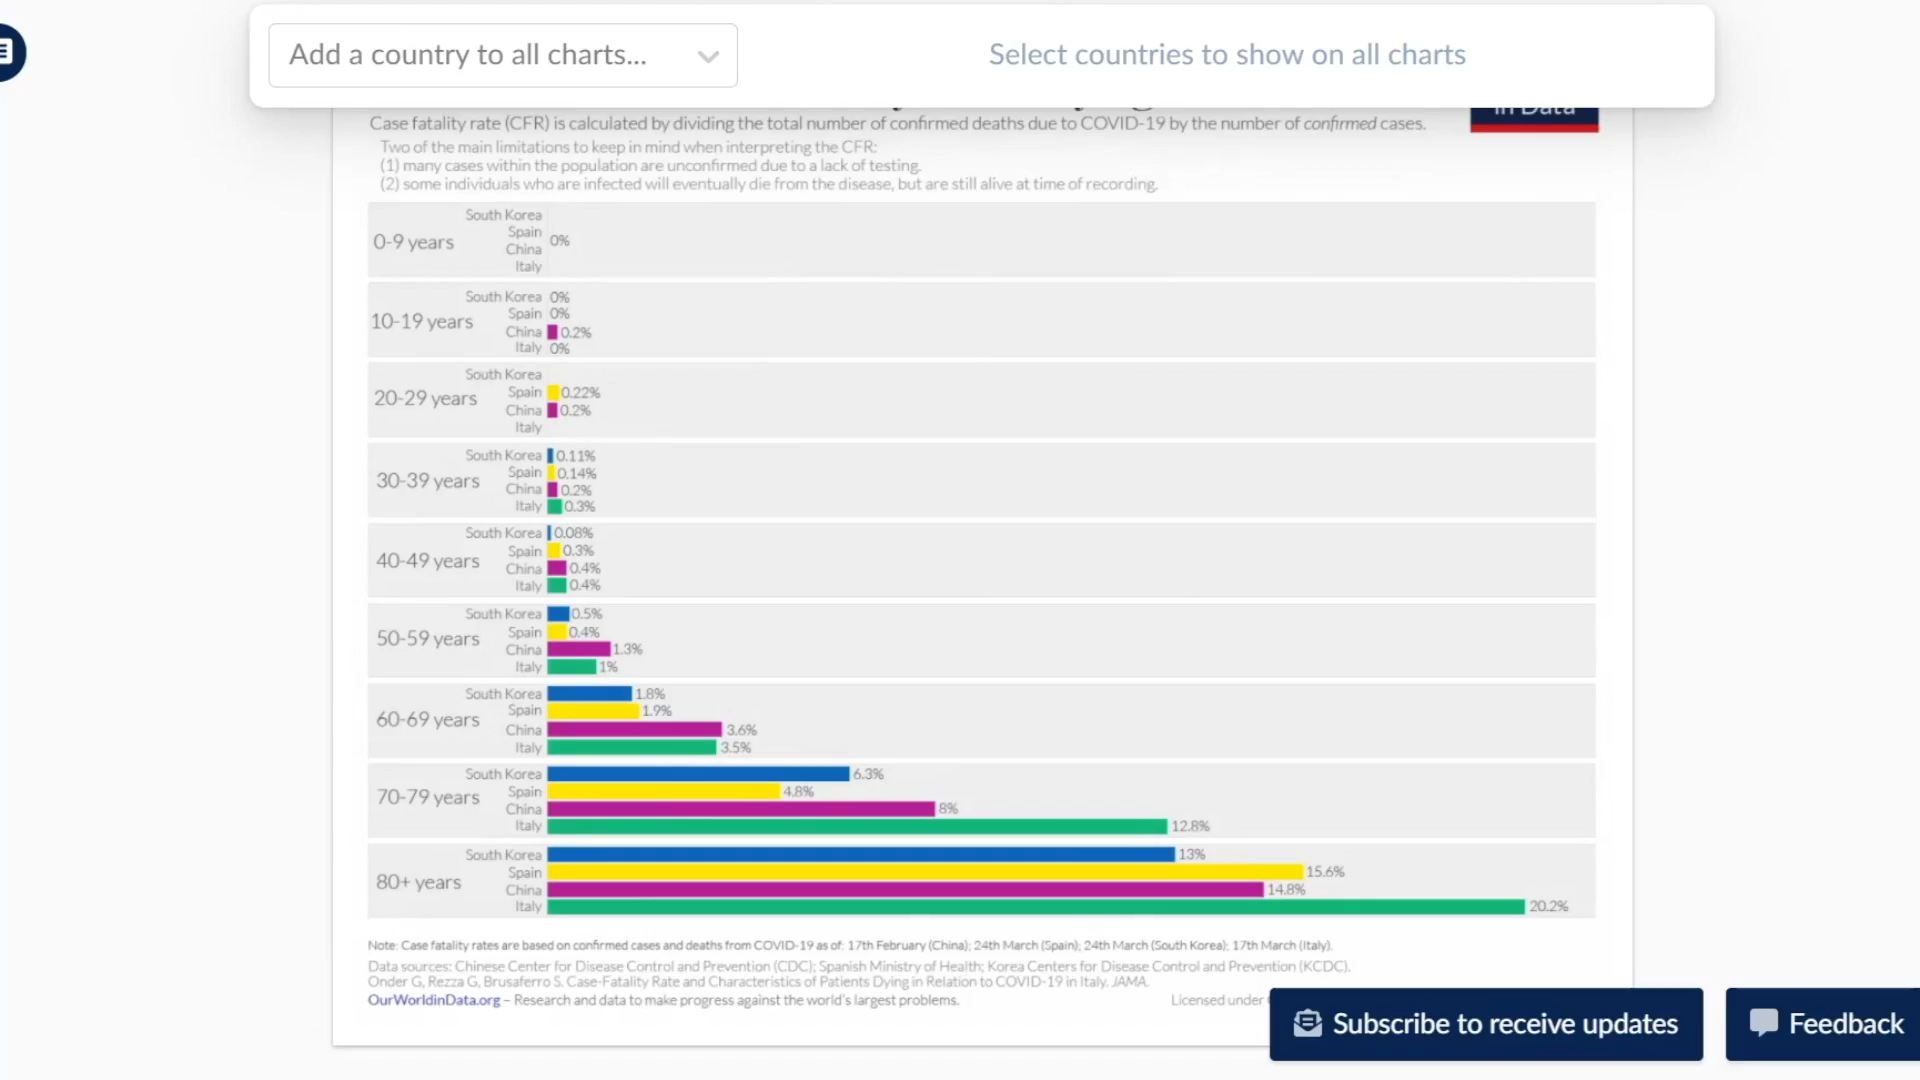 Add a country to all charts...
Select countries to show on all charts
in Data
Case fatality rate (CFR) is calculated by dividing the total number of confirmed deaths due to COVID-19 by the number of confirmed cases.
Two of the main limitations to keep in mind when interpreting the CFR:
(1) many cases within the population are unconfirmed due to a lack of testing.
(2) some individuals who are infected will eventually die from the disease, but are still alive at time of recording.
0-9 years
South Korea
Spain
China
Italy
0%
10-19 years
South Korea 0%
Spain 0%
China 0.2%
Italy 0%
20-29 years
South Korea
Spain 0.22%
China 0.2%
Italy
30-39 years
South Korea 0.11%
Spain 0.14%
China 0.2%
Italy 0.3%
40-49 years
South Korea 0.08%
Spain 0.3%
China 0.4%
Italy 0.4%
50-59 years
South Korea 0.5%
Spain 0.4%
China 1.3%
Italy 1%
60-69 years
South Korea 1.8%
Spain 1.9%
China 3.6%
Italy 3.5%
70-79 years
South Korea 6.3%
Spain 4.8%
China 8%
Italy 12.8%
80+ years
South Korea 13%
Spain 15.6%
China 14.8%
Italy 20.2%
Note: Case fatality rates are based on confirmed cases and deaths from COVID-19 as of: 17th February (China); 24th March (Spain); 24th March (South Korea); 17th March (Italy).
Data sources: Chinese Center for Disease Control and Prevention (CDC); Spanish Ministry of Health; Korea Centers for Disease Control and Prevention (KCDC).
Onder G, Rezza G, Brusaferro S. Case-Fatality Rate and Characteristics of Patients Dying in Relation to COVID-19 in Italy. JAMA.
OurWorldinData.org – Research and data to make progress against the world's largest problems.
Licensed under
Subscribe to receive updates
Feedback